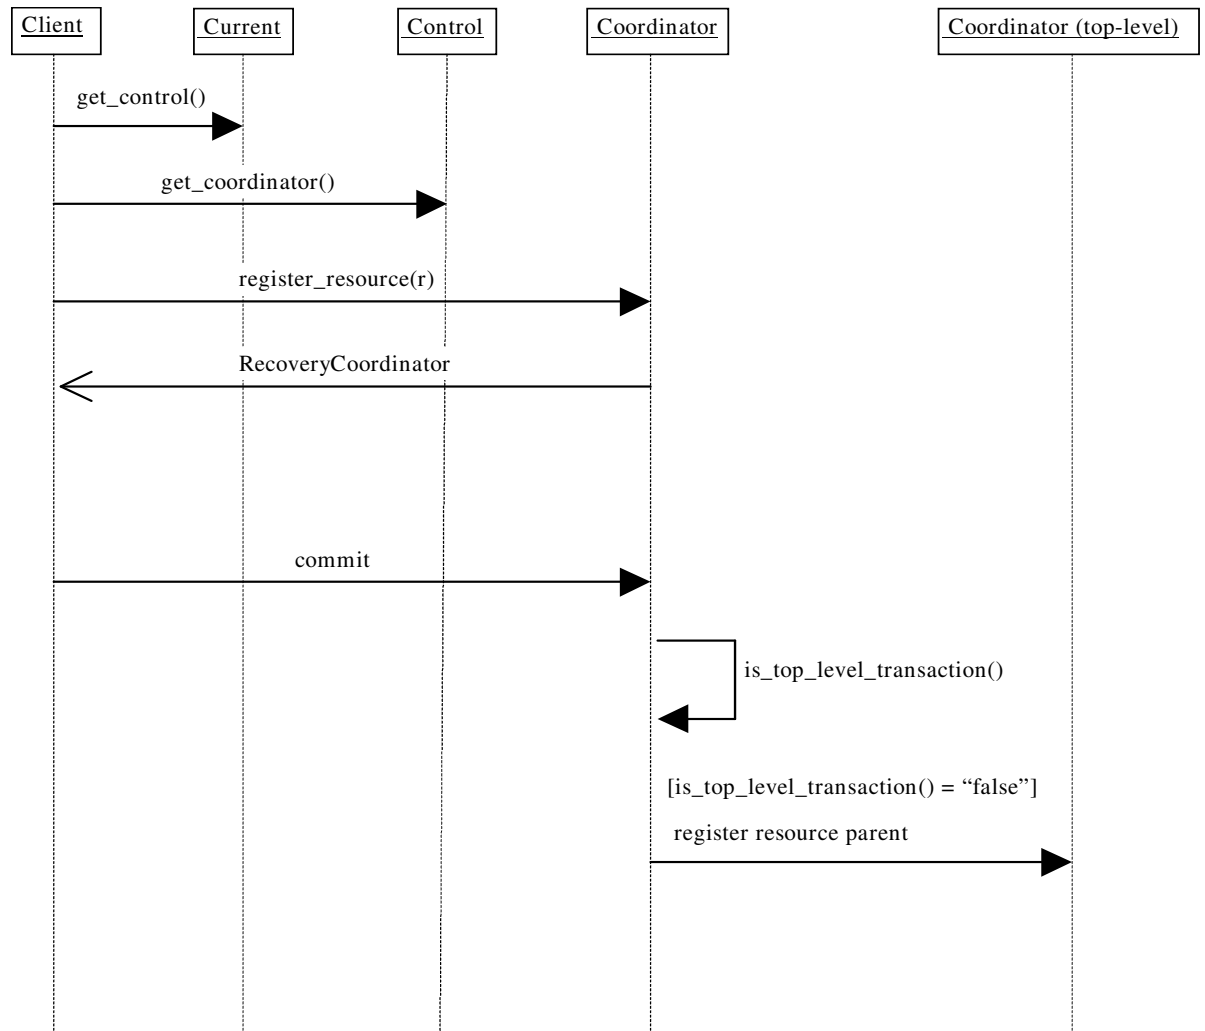 Client
Current
Control
Coordinator
Coordinator (top-level)
get_control()
get_coordinator()
register_resource(r)
RecoveryCoordinator
commit
is_top_level_transaction()
[is_top_level_transaction() = “false”]
register resource parent